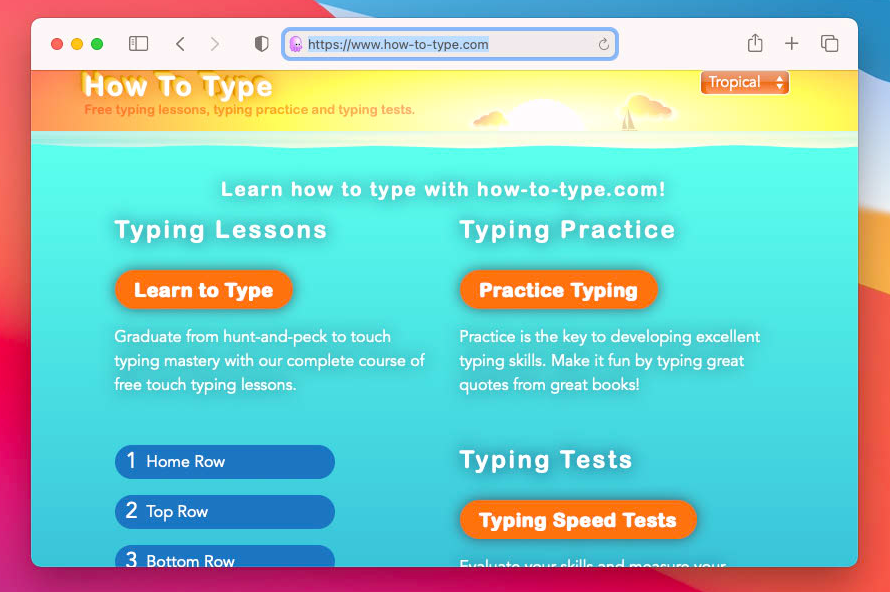 https://www.how-to-type.com
How To Type
Tropical
Free typing lessons, typing practice and typing tests.
Learn how to type with how-to-type.com!
Typing Lessons
Learn to Type
Graduate from hunt-and-peck to touch
typing mastery with our complete course of
free touch typing lessons.
1 Home Row
2 Top Row
3 Bottom Row
Typing Practice
Practice Typing
Practice is the key to developing excellent
typing skills. Make it fun by typing great
quotes from great books!
Typing Tests
Typing Speed Tests
Evaluate your skills and measure your